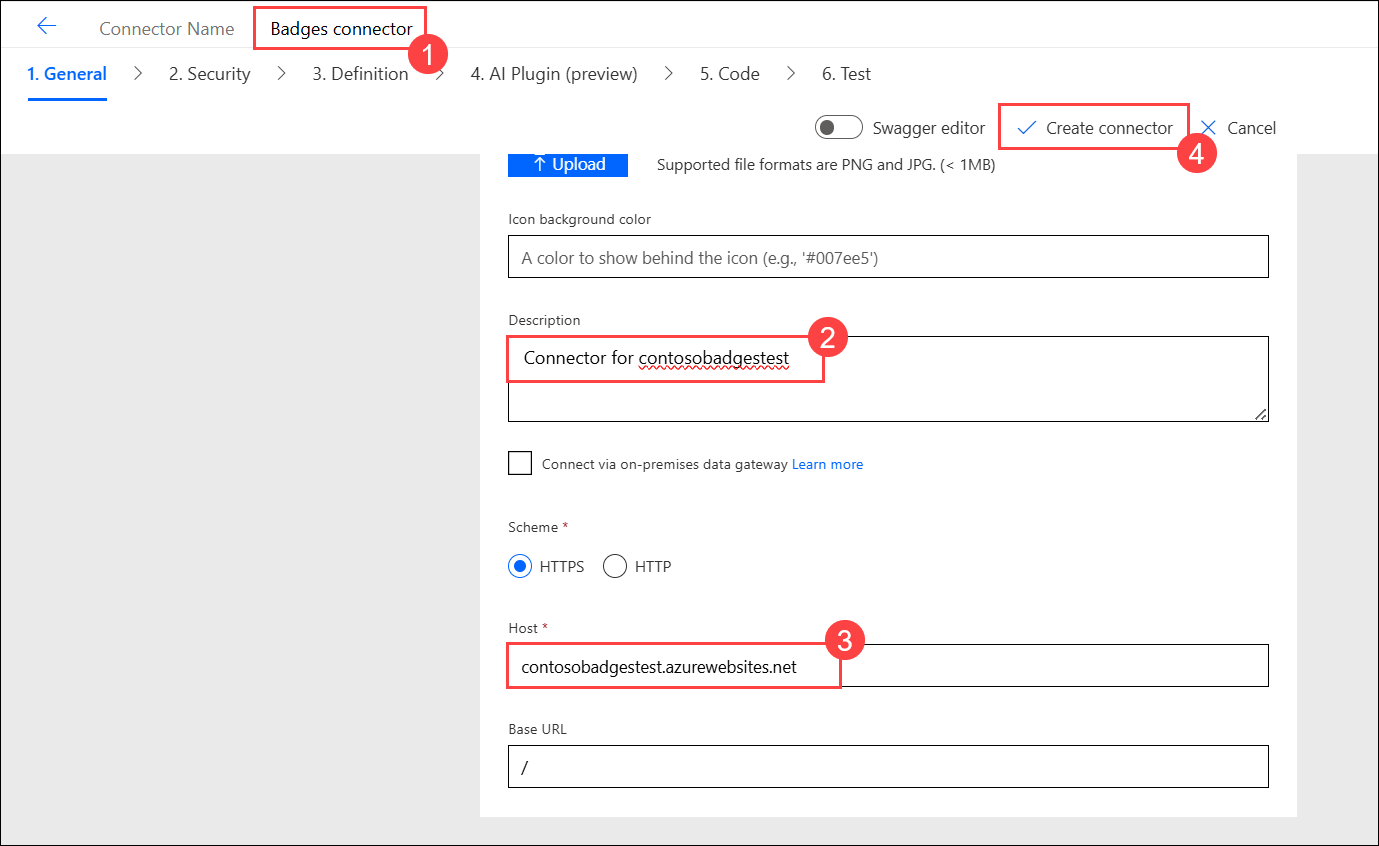 Connector Name Badges connector 1
1. General 2. Security 3. Definition 4. AI Plugin (preview) 5. Code 6. Test
Swagger editor Create connector Cancel 4
Upload Supported file formats are PNG and JPG. (< 1MB)
Icon background color
A color to show behind the icon (e.g., '#007ee5')
Description
2
Connector for contosobadgestest
Connect via on-premises data gateway Learn more
Scheme *
HTTPS HTTP
Host *
3
contosobadgestest.azurewebsites.net
Base URL
/